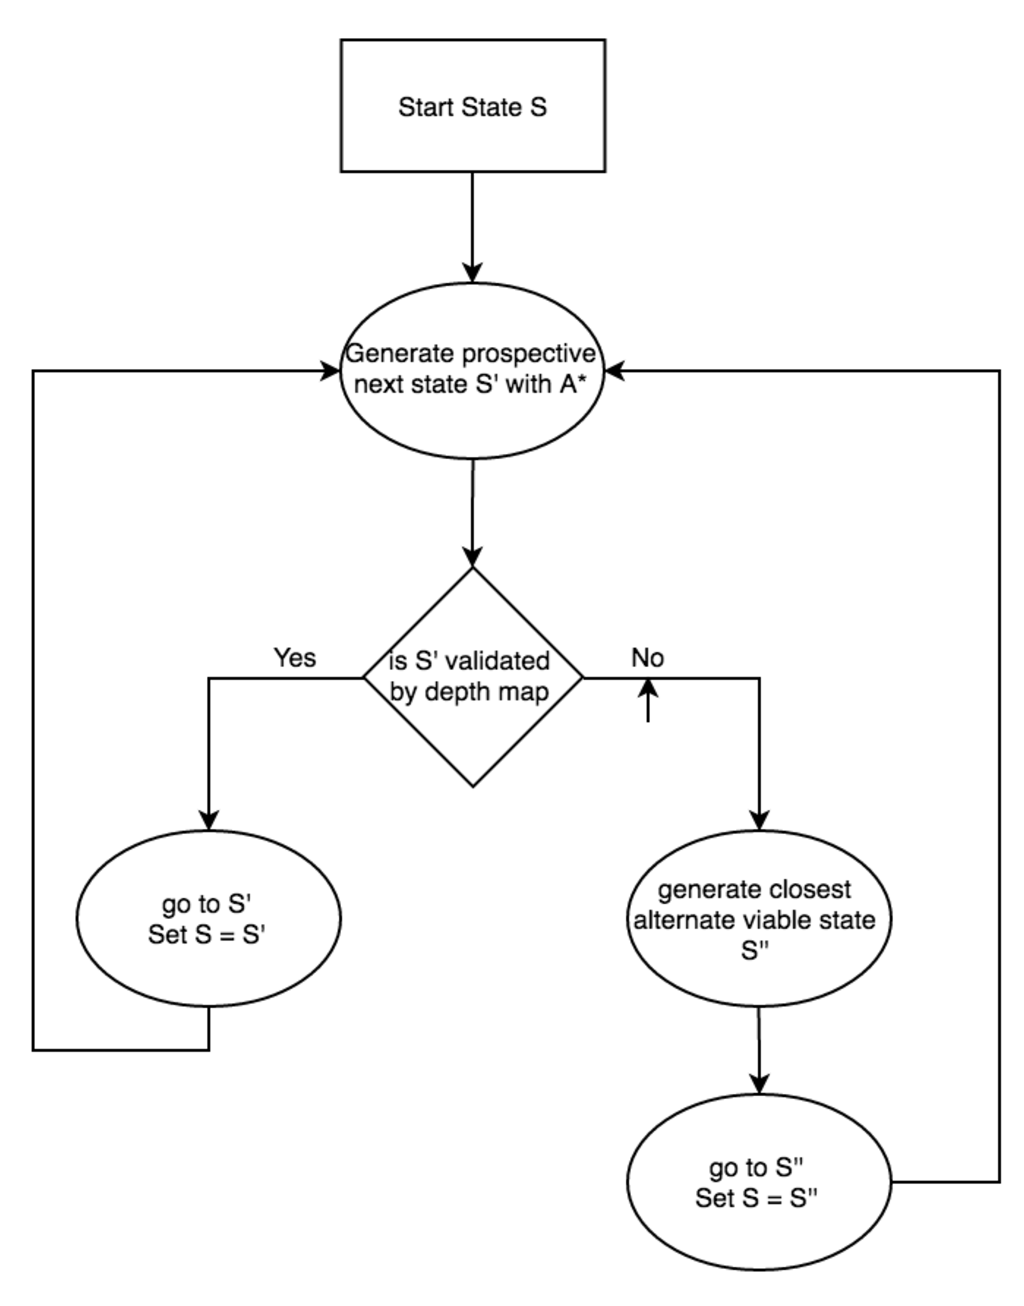 Start State S
Generate prospective
next state S' with A*
Yes
is S' validated
by depth map
No
go to S'
Set S = S'
generate closest
alternate viable state
S"
go to S"
Set S = S"